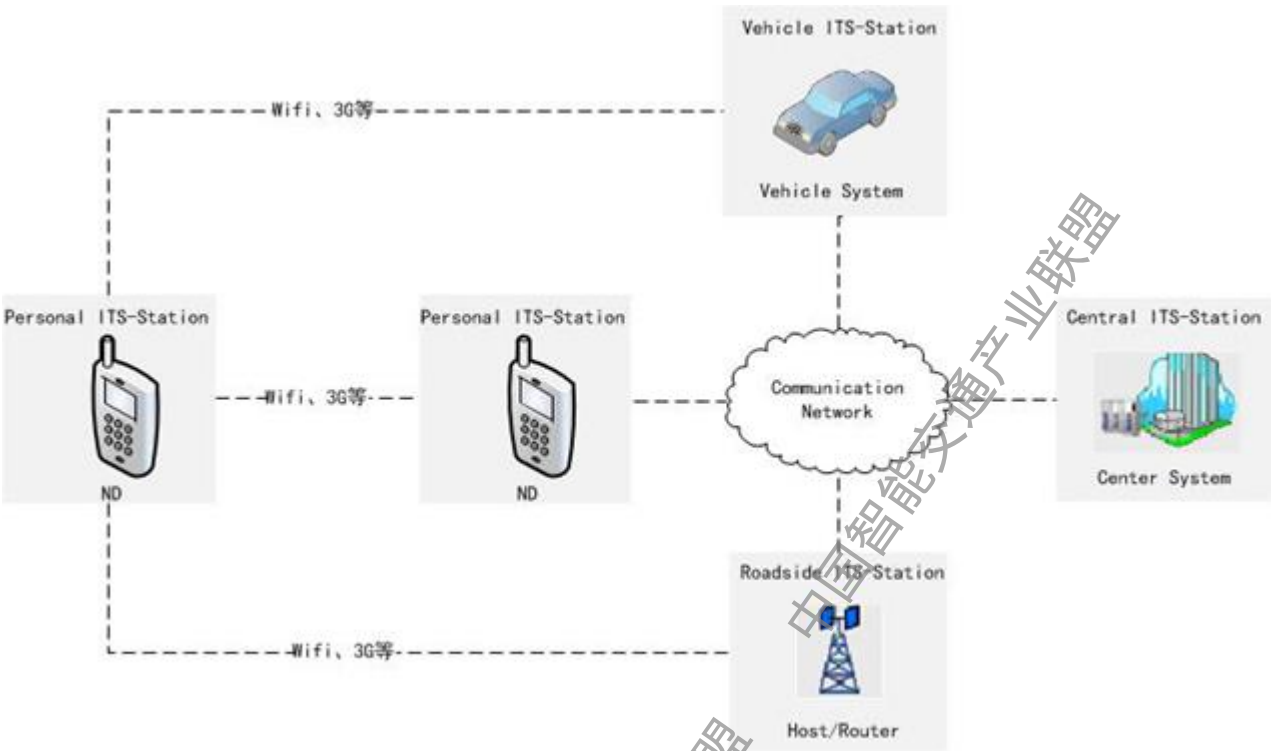 Vehicle ITS-Station
Wifi、3G等
Vehicle System
Personal ITS-Station
Personal ITS-Station
Central ITS-Station
Wifi、3G等
Communication
Network
ND
ND
Center System
Roadside ITS-Station
Wifi、3G等
Host/Router
中国智能交通产业联盟
盟